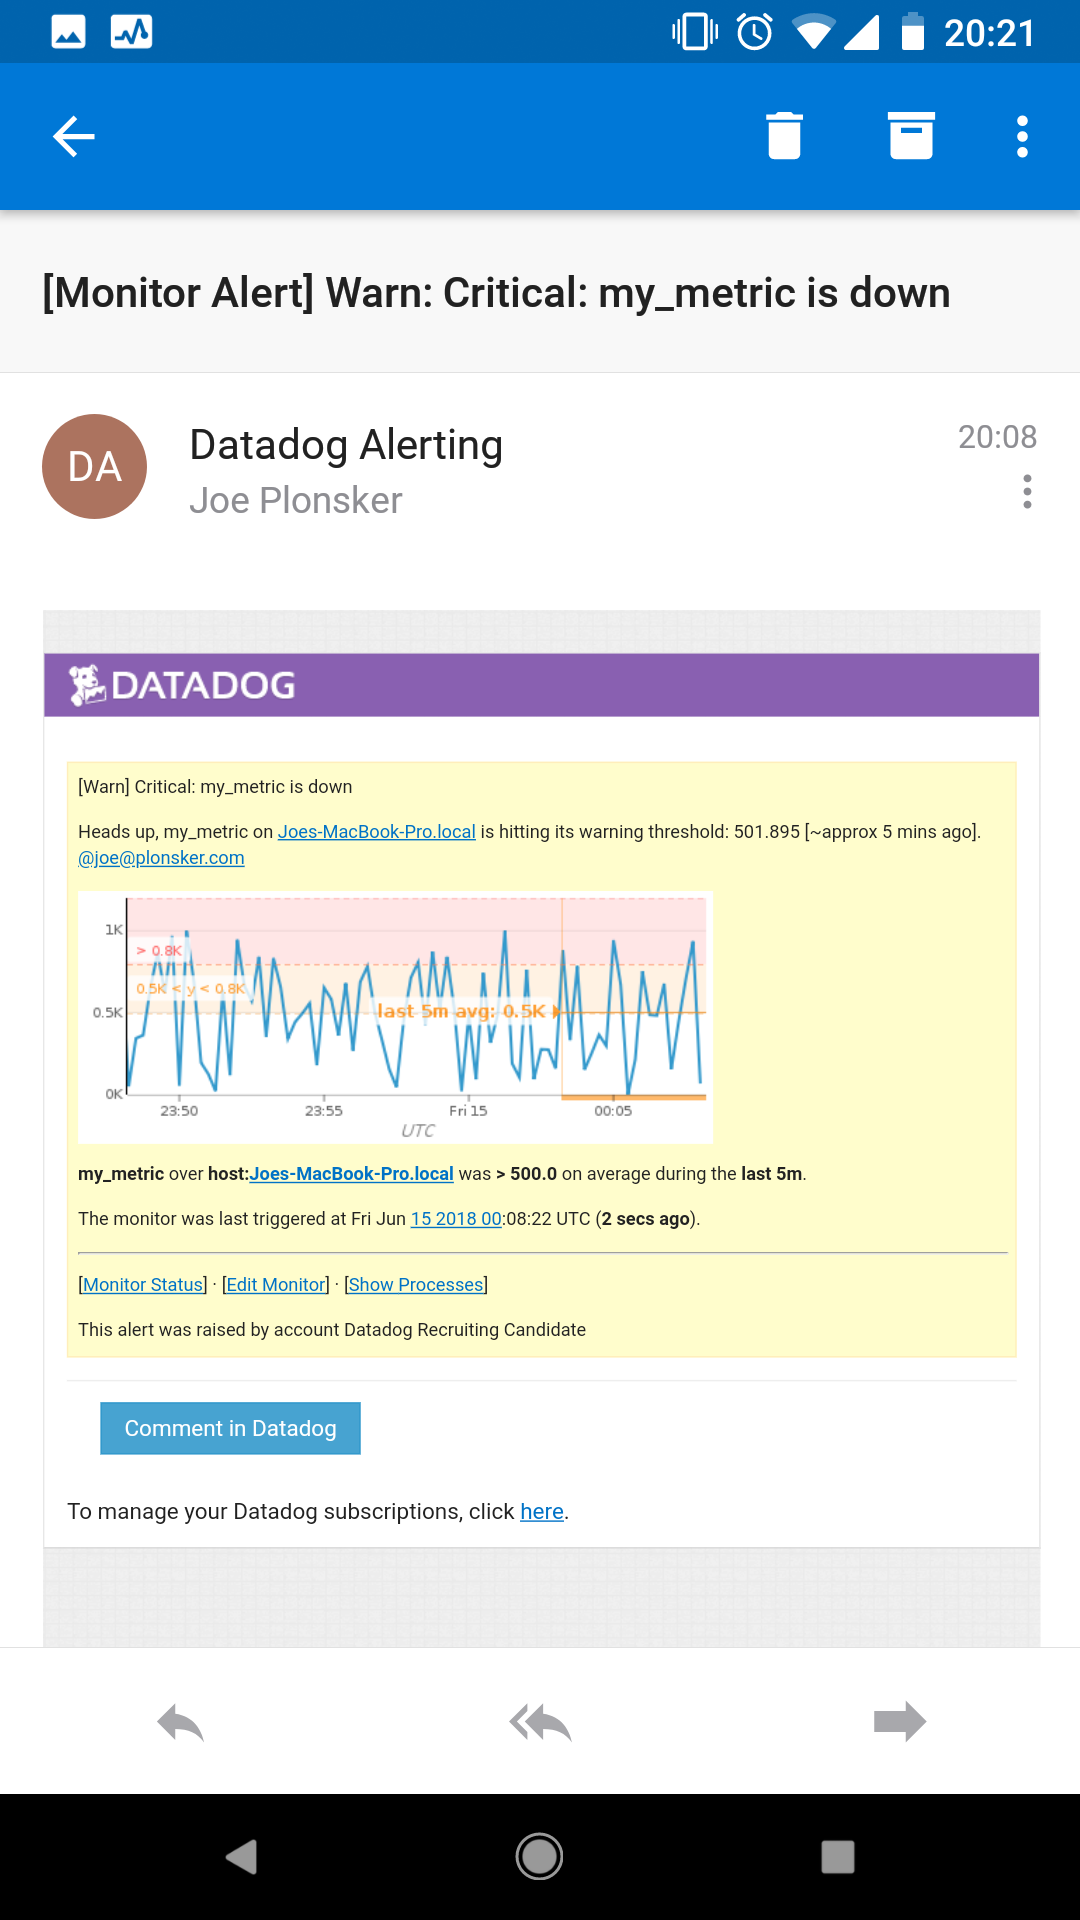 20:21
[Monitor Alert] Warn: Critical: my_metric is down
DA
Datadog Alerting
20:08
Joe Plonsker
DATADOG
[Warn] Critical: my_metric is down
Heads up, my_metric on Joes-MacBook-Pro.local is hitting its warning threshold: 501.895 [~approx 5 mins ago].
@joe@plonsker.com
1K
> 0.8K
0.5K < y < 0.8K
0.5K
last 5m avg: 0.5K
0K
23:50 23:55 Fri 15 00:05
UTC
my_metric over host:Joes-MacBook-Pro.local was > 500.0 on average during the last 5m.
The monitor was last triggered at Fri Jun 15 2018 00:08:22 UTC (2 secs ago).
[Monitor Status] · [Edit Monitor] · [Show Processes]
This alert was raised by account Datadog Recruiting Candidate
Comment in Datadog
To manage your Datadog subscriptions, click here.